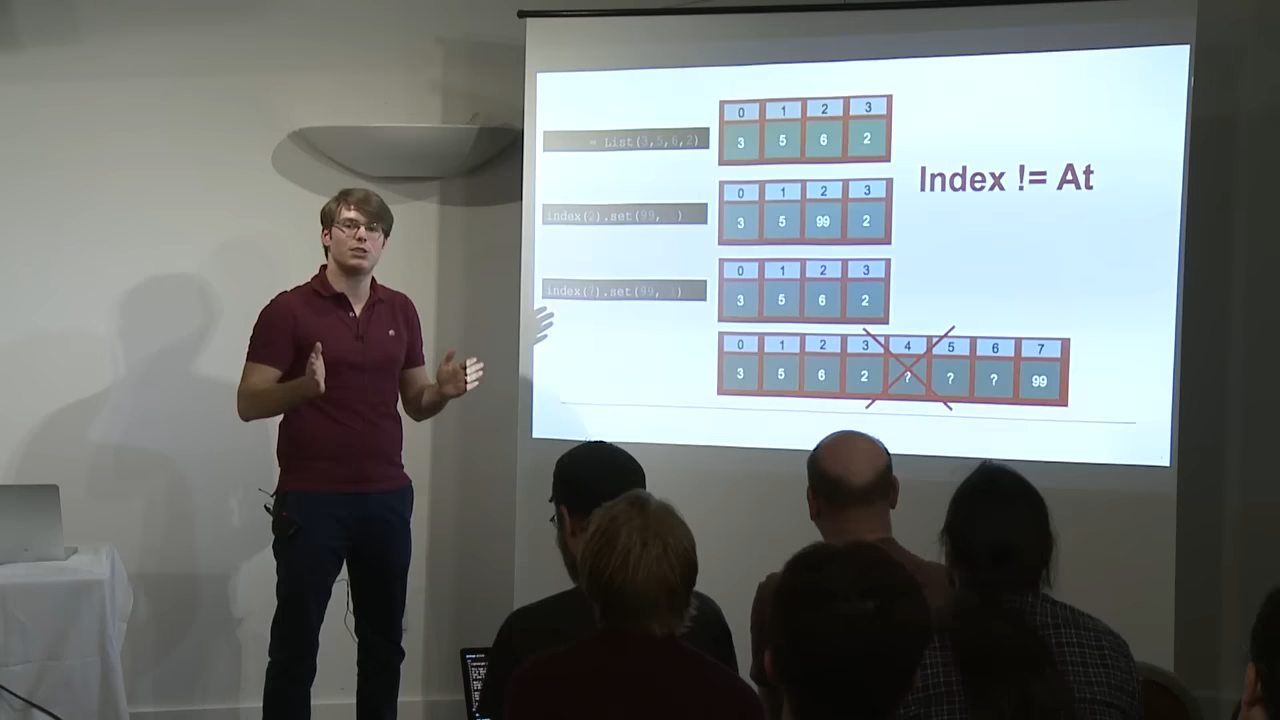 = List(3,5,6,2)
0 1 2 3
3 5 6 2
Index != At
index(2).set(99, )
0 1 2 3
3 5 99 2
index(?).set(99, )
0 1 2 3
3 5 6 2
0 1 2 3 4 5 6 7
3 5 6 2 ? ? ? 99